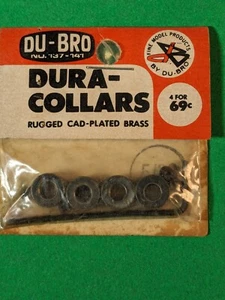 DU-BRO
NO. 137-141
FINE MODEL PRODUCTS
BY DU-BRO
DURA-
COLLARS
4 FOR
69¢
RUGGED CAD-PLATED BRASS